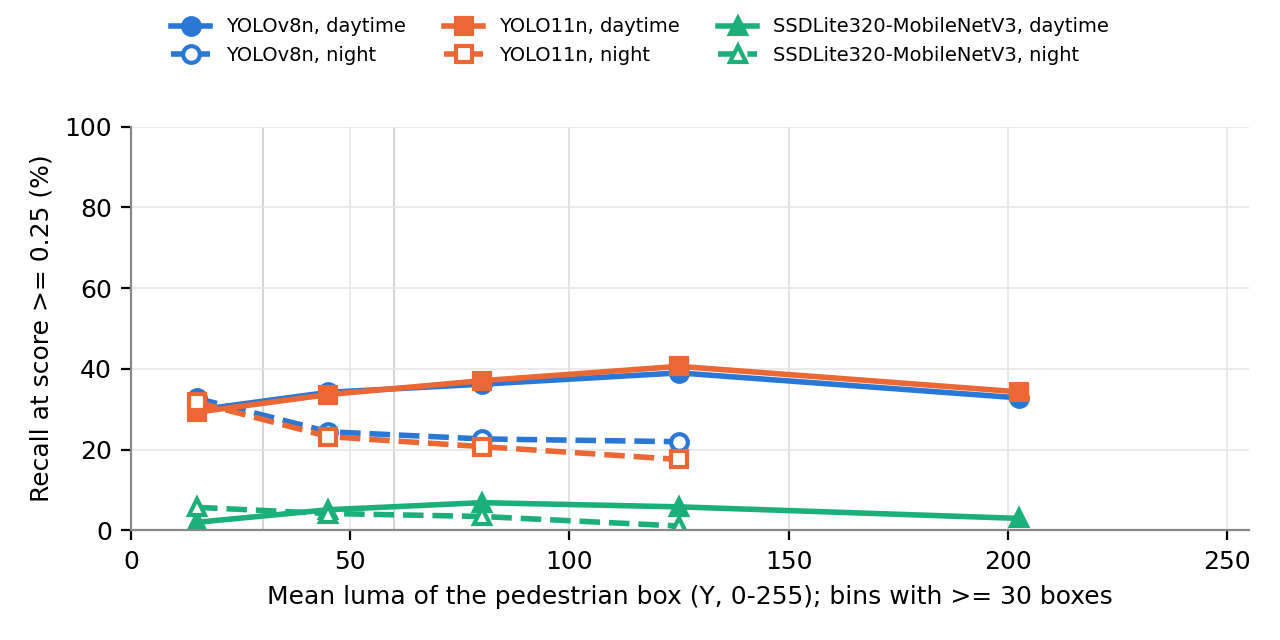 YOLOv8n, daytime YOLO11n, daytime SSDLite320-MobileNetV3, daytime
YOLOv8n, night YOLO11n, night SSDLite320-MobileNetV3, night
Recall at score >= 0.25 (%)
100
80
60
40
20
0
0 50 100 150 200 250
Mean luma of the pedestrian box (Y, 0-255); bins with >= 30 boxes